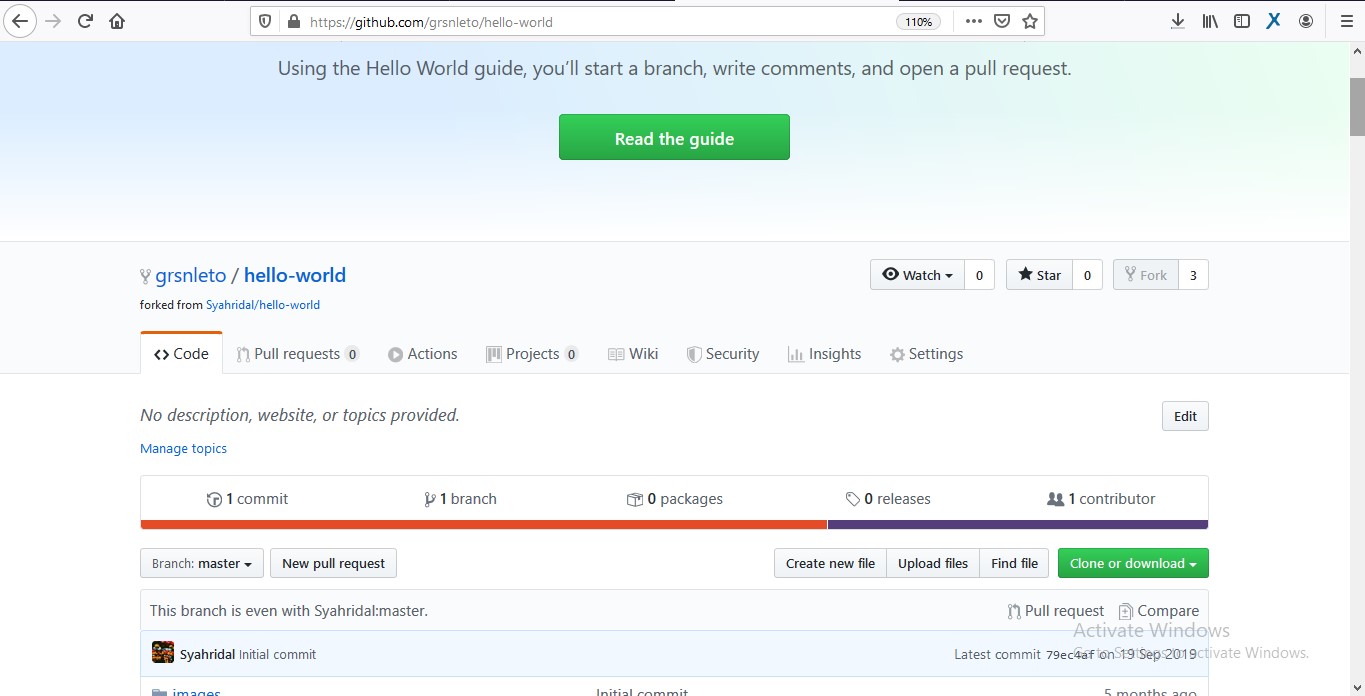 https://github.com/grsnleto/hello-world 110%
Using the Hello World guide, you'll start a branch, write comments, and open a pull request.
Read the guide
grsnleto / hello-world Watch 0 Star 0 Fork 3
forked from Syahridal/hello-world
Code Pull requests 0 Actions Projects 0 Wiki Security Insights Settings
No description, website, or topics provided. Edit
Manage topics
1 commit 1 branch 0 packages 0 releases 1 contributor
Branch: master New pull request Create new file Upload files Find file Clone or download
This branch is even with Syahridal:master. Pull request Compare
Activate Windows
Syahridal Initial commit Latest commit 79ec4af on 19 Sep 2019
Go to Settings to activate Windows.
images Initial commit 5 months ago